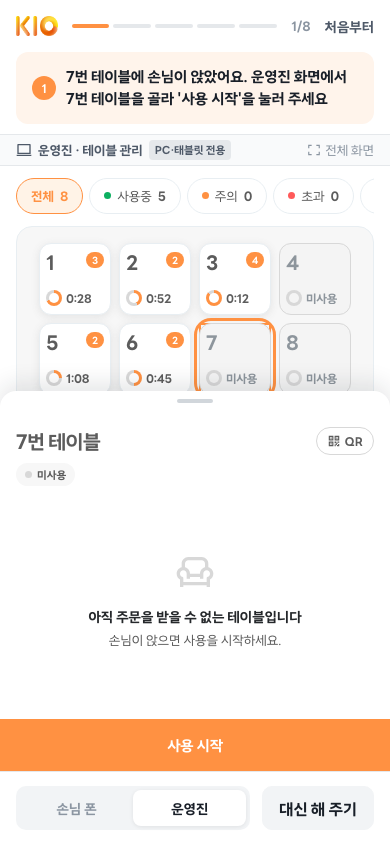 KIO
1/8 처음부터
1 7번 테이블에 손님이 앉았어요. 운영진 화면에서
7번 테이블을 골라 '사용 시작'을 눌러 주세요
운영진 · 테이블 관리 PC·태블릿 전용 전체 화면
전체 8 사용중 5 주의 0 초과 0
1 3 2 2 3 4 4
0:28 0:52 0:12 미사용
5 2 6 2 7 8
1:08 0:45 미사용 미사용
7번 테이블 QR
미사용
아직 주문을 받을 수 없는 테이블입니다
손님이 앉으면 사용을 시작하세요.
사용 시작
손님 폰 운영진 대신 해 주기